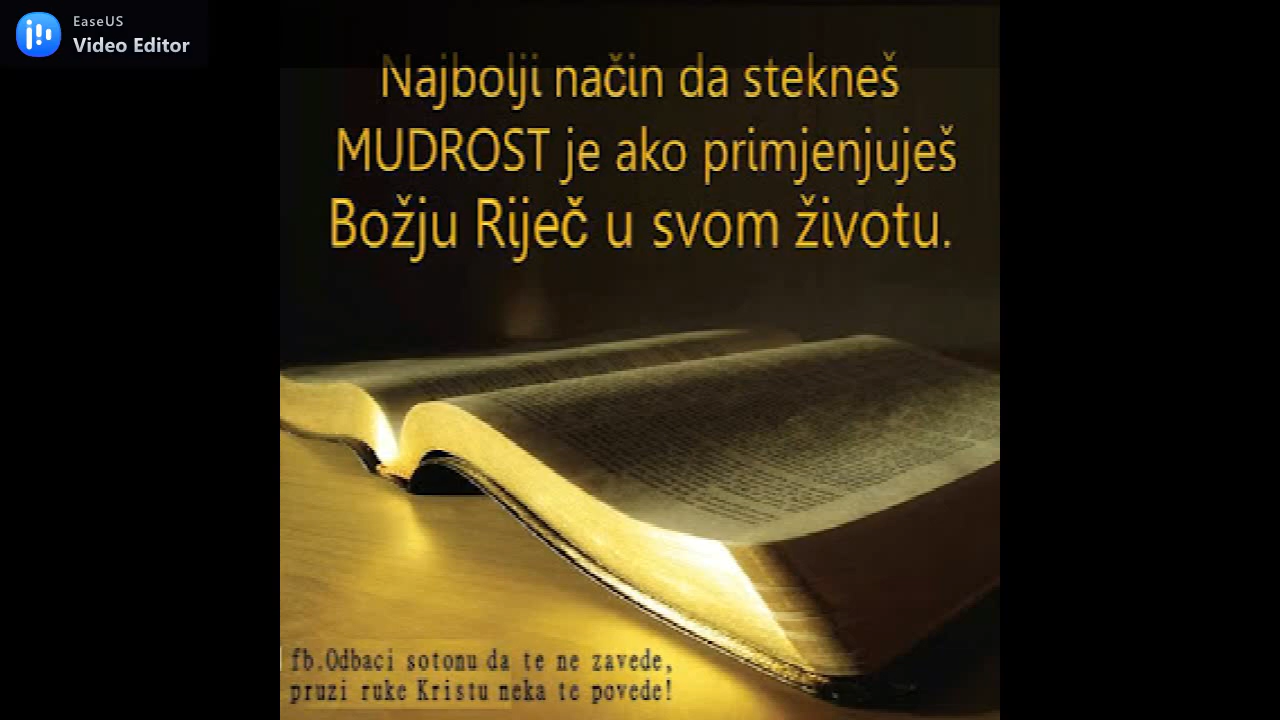 EaseUS
Video Editor
Najbolji način da stekneš
MUDROST je ako primjenjuješ
Božju Riječ u svom životu.
fb.Odbaci sotonu da te ne zavede,
pruzi ruke Kristu neka te povede!